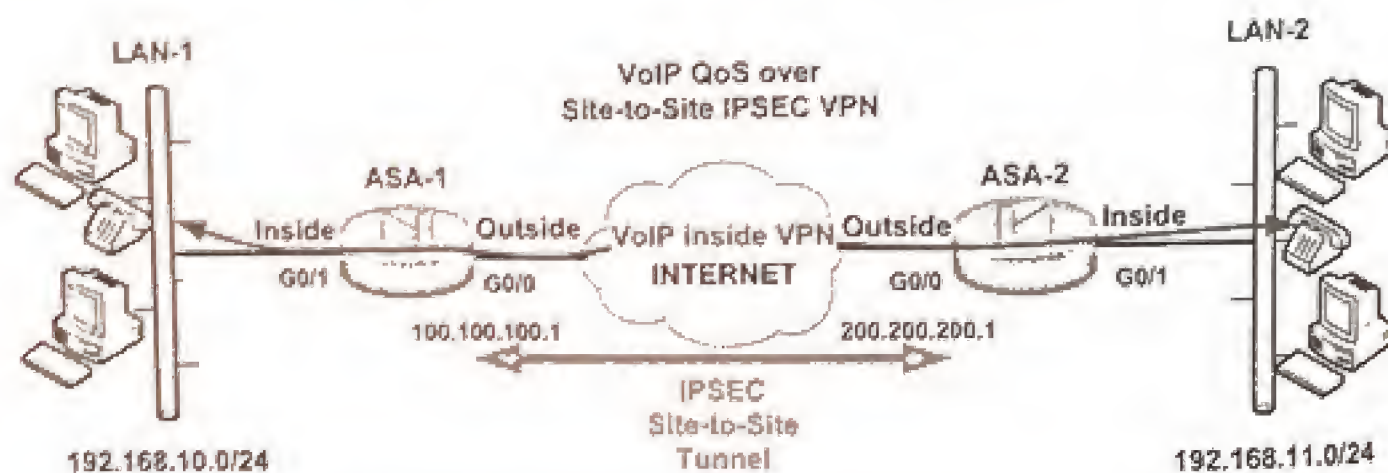 LAN-1
LAN-2
VoIP QoS over
Site-to-Site IPSEC VPN
ASA-1
ASA-2
Inside
Outside
VoIP inside VPN
INTERNET
Outside
Inside
G0/1
G0/0
G0/0
G0/1
100.100.100.1
200.200.200.1
IPSEC
Site-to-Site
Tunnel
192.168.10.0/24
192.168.11.0/24